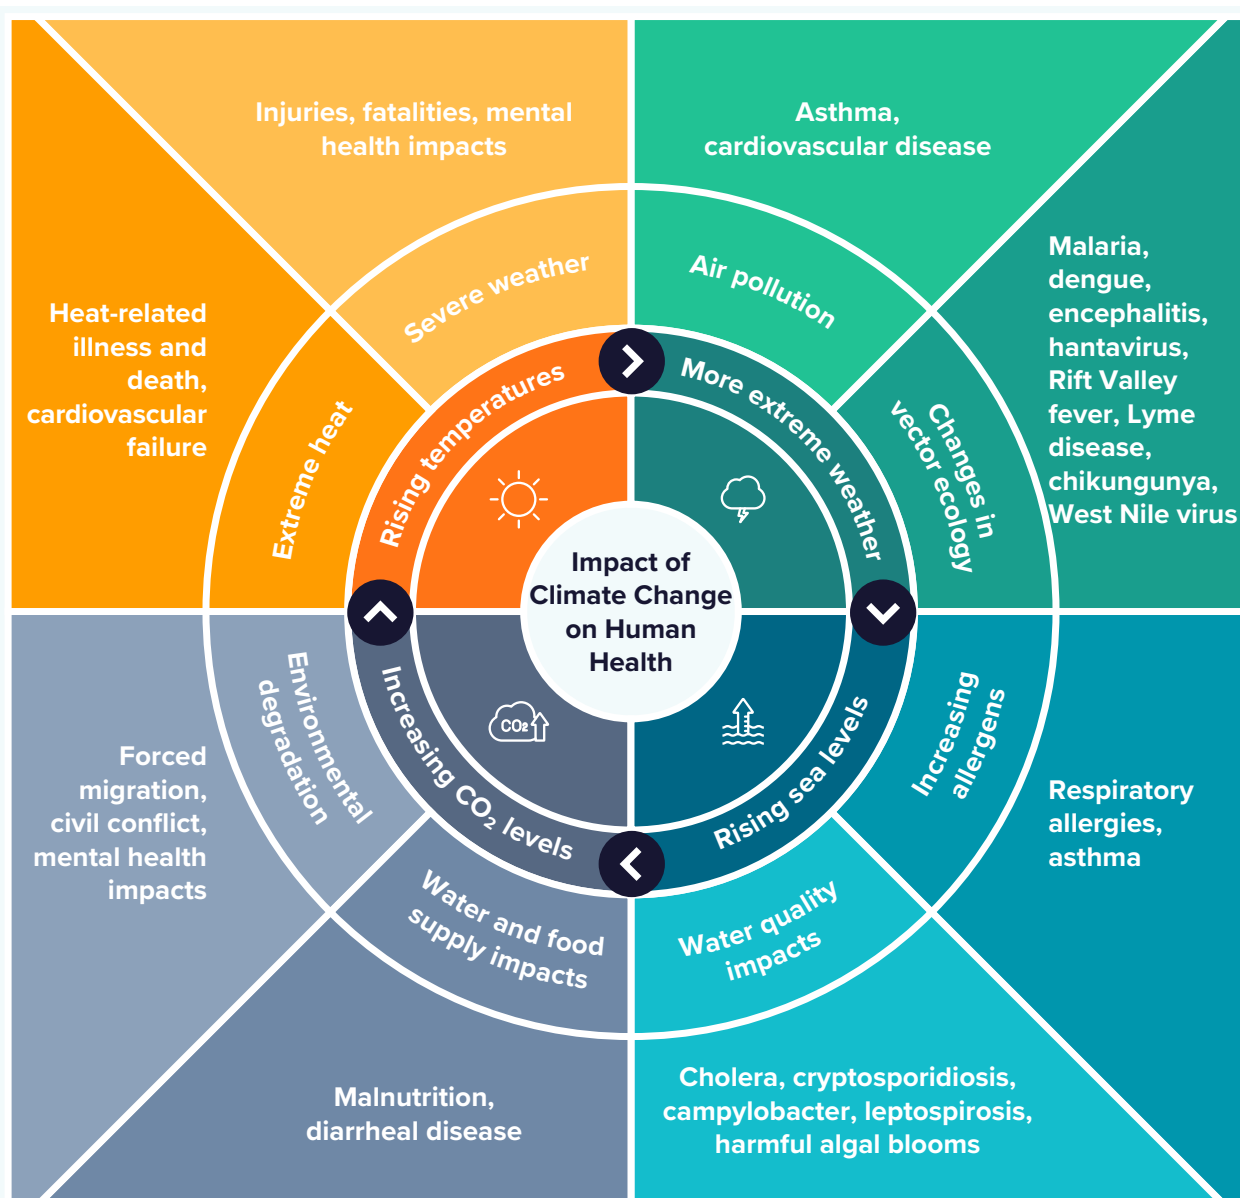 Impact of
Climate Change
on Human
Health
Rising temperatures
More extreme weather
Rising sea levels
Increasing CO₂ levels
CO₂
Severe weather
Injuries, fatalities, mental
health impacts
Air pollution
Asthma,
cardiovascular disease
Changes in
vector ecology
Malaria,
dengue,
encephalitis,
hantavirus,
Rift Valley
fever, Lyme
disease,
chikungunya,
West Nile virus
Increasing
allergens
Respiratory
allergies,
asthma
Water quality
impacts
Cholera, cryptosporidiosis,
campylobacter, leptospirosis,
harmful algal blooms
Water and food
supply impacts
Malnutrition,
diarrheal disease
Environmental
degradation
Forced
migration,
civil conflict,
mental health
impacts
Extreme heat
Heat-related
illness and
death,
cardiovascular
failure